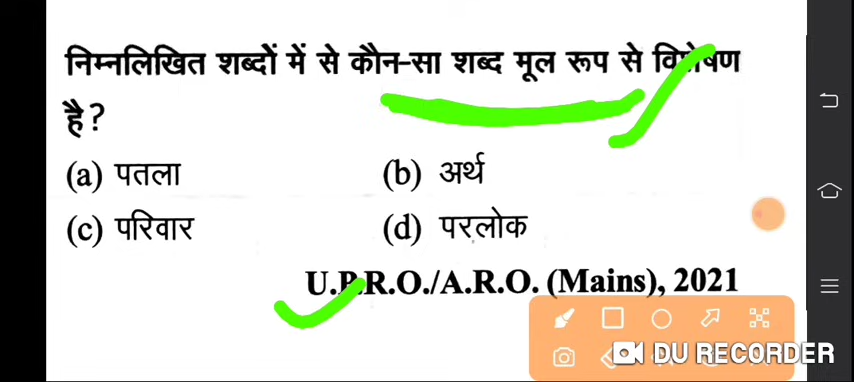 निम्नलिखित शब्दों में से कौन-सा शब्द मूल रूप से विशेषण
है?
(a) पतला (b) अर्थ
(c) परिवार (d) परलोक
U.P.R.O./A.R.O. (Mains), 2021
DU RECORDER